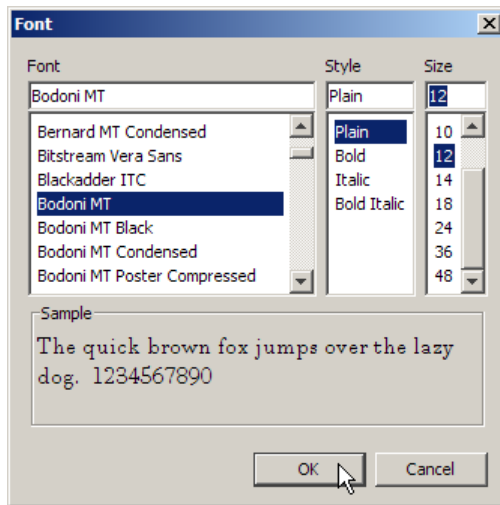 Font
Font Style Size
Bodoni MT Plain 12
Bernard MT Condensed
Bitstream Vera Sans
Blackadder ITC
Bodoni MT
Bodoni MT Black
Bodoni MT Condensed
Bodoni MT Poster Compressed
Plain
Bold
Italic
Bold Italic
10
12
14
18
24
36
48
Sample
The quick brown fox jumps over the lazy
dog. 1234567890
OK Cancel